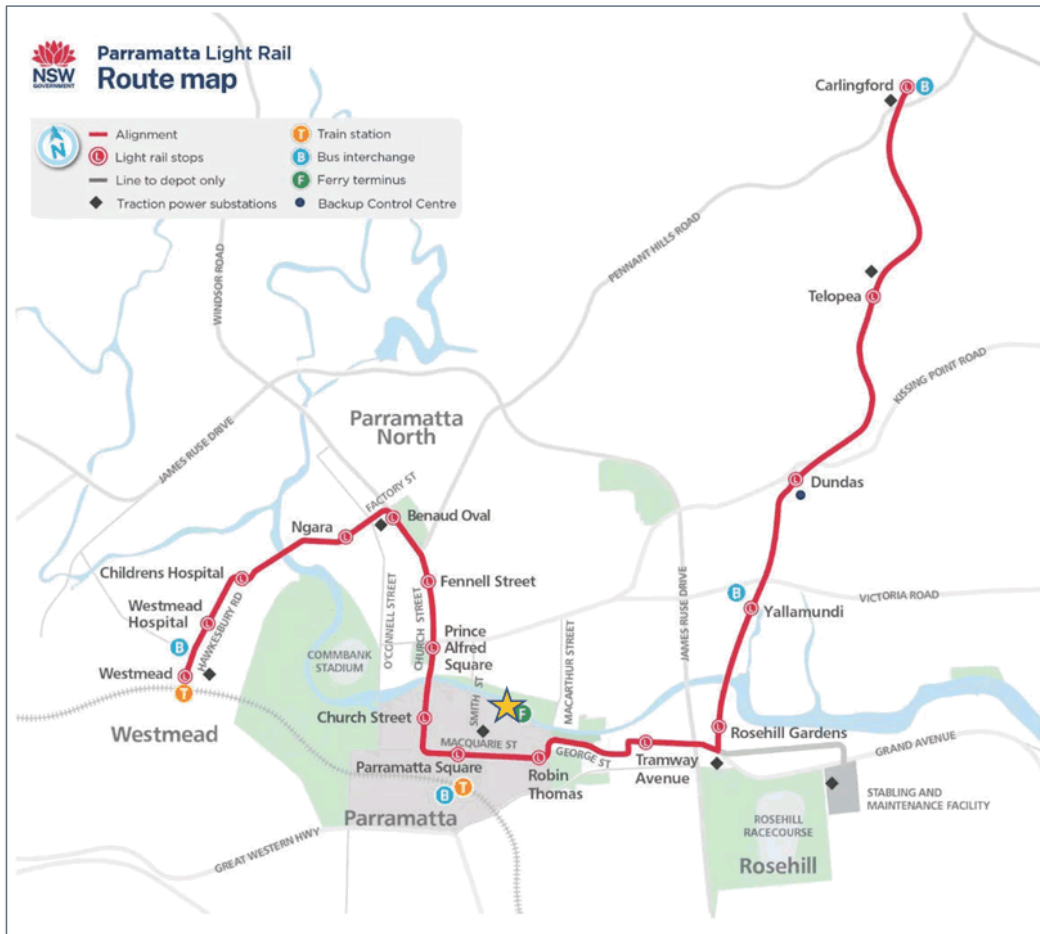 Parramatta Light Rail
Route map
NSW
GOVERNMENT
N
Alignment
L Light rail stops
Line to depot only
Traction power substations
T Train station
B Bus interchange
F Ferry terminus
Backup Control Centre
Carlingford
L
B
PENNANT HILLS ROAD
WINDSOR ROAD
Telopea
L
KISSING POINT ROAD
JAMES RUSE DRIVE
Parramatta
North
FACTORY ST
Dundas
L
Ngara
L
Benaud Oval
L
Childrens Hospital
L
Fennell Street
L
Westmead
Hospital
L
B
HAWKESBURY RD
O'CONNELL STREET
CHURCH STREET
VICTORIA ROAD
JAMES RUSE DRIVE
B
Yallamundi
L
Prince
Alfred
Square
L
COMMBANK
STADIUM
MACARTHUR STREET
SMITH ST
Westmead
L
T
Westmead
F
Church Street
L
Rosehill Gardens
L
MACQUARIE ST
GEORGE ST
GRAND AVENUE
Parramatta Square
L
Robin
Thomas
L
Tramway
Avenue
L
B
T
Parramatta
STABLING AND
MAINTENANCE FACILITY
ROSEHILL
RACECOURSE
Rosehill
GREAT WESTERN HWY